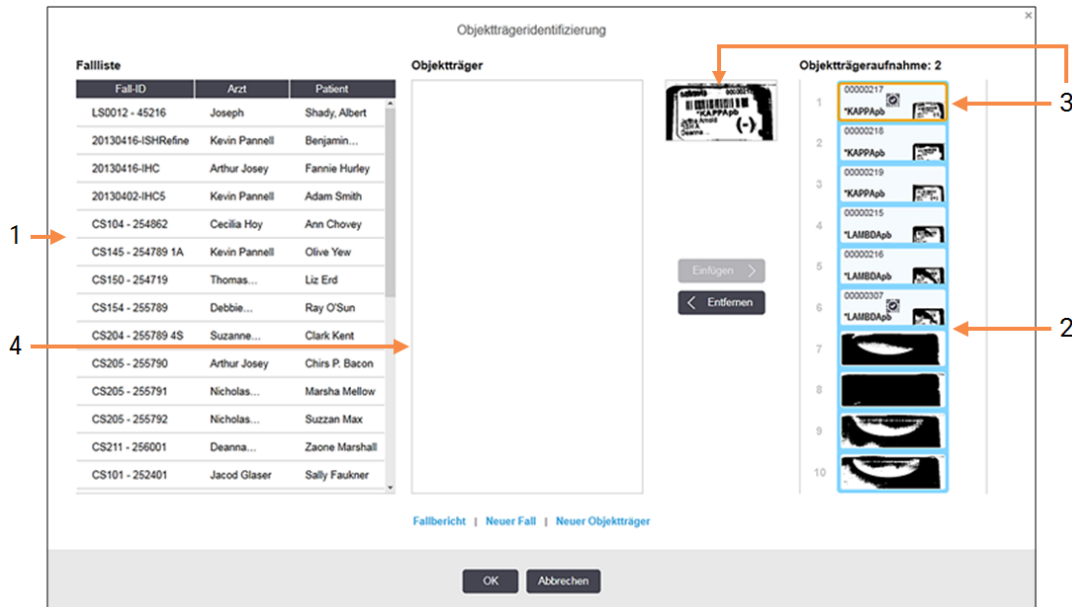 Objektträgeridentifizierung
×
Fallliste
Fall-ID Arzt Patient
LS0012 - 45216 Joseph Shady, Albert
20130416-ISHRefine Kevin Pannell Benjamin...
20130416-IHC Arthur Josey Fannie Hurley
20130402-IHC5 Kevin Pannell Adam Smith
CS104 - 254862 Cecilia Hoy Ann Chovey
CS145 - 254789 1A Kevin Pannell Olive Yew
CS150 - 254719 Thomas... Liz Erd
CS154 - 255789 Debbie... Ray O'Sun
CS204 - 255789 4S Suzanne... Clark Kent
CS205 - 255790 Arthur Josey Chirs P. Bacon
CS205 - 255791 Nicholas... Marsha Mellow
CS205 - 255792 Nicholas... Suzzan Max
CS211 - 256001 Deanna... Zaone Marshall
CS101 - 252401 Jacod Glaser Sally Faukner
Objektträger
*KAPPApb
Arnold
Deanna
(-)
Einfügen >
< Entfernen
Objektträgeraufnahme: 2
1
00000217
*KAPPApb
2
00000218
*KAPPApb
3
00000219
*KAPPApb
4
00000215
*LAMBDApb
5
00000216
*LAMBDApb
6
00000307
*LAMBDApb
7
8
9
10
Fallbericht | Neuer Fall | Neuer Objektträger
OK Abbrechen
1
4
3
2